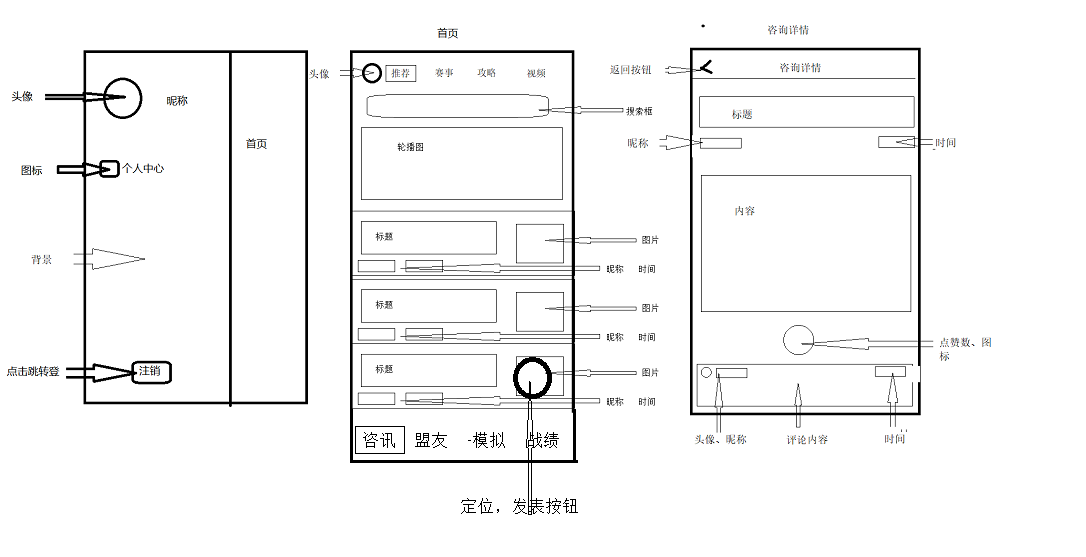 头像
昵称
首页
图标
个人中心
背景
点击跳转登
注销
首页
头像
推荐
赛事
攻略
视频
搜索框
轮播图
标题
图片
昵称
时间
标题
图片
昵称
时间
标题
图片
昵称
时间
咨讯
盟友
-模拟
战绩
定位，发表按钮
咨询详情
返回按钮
咨询详情
标题
昵称
时间
内容
点赞数、图
标
头像、昵称
评论内容
时间